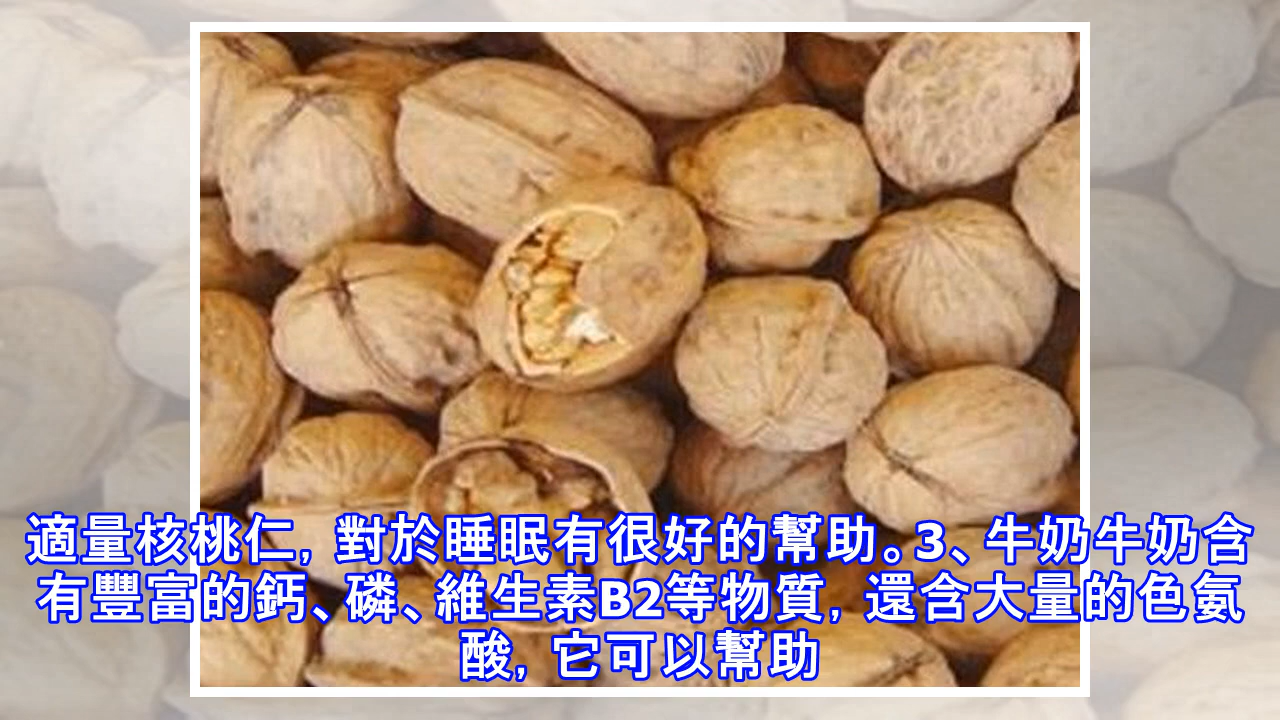 適量核桃仁, 對於睡眠有很好的幫助。3、牛奶牛奶含
有豐富的鈣、磷、維生素B2等物質, 還含大量的色氨
酸, 它可以幫助